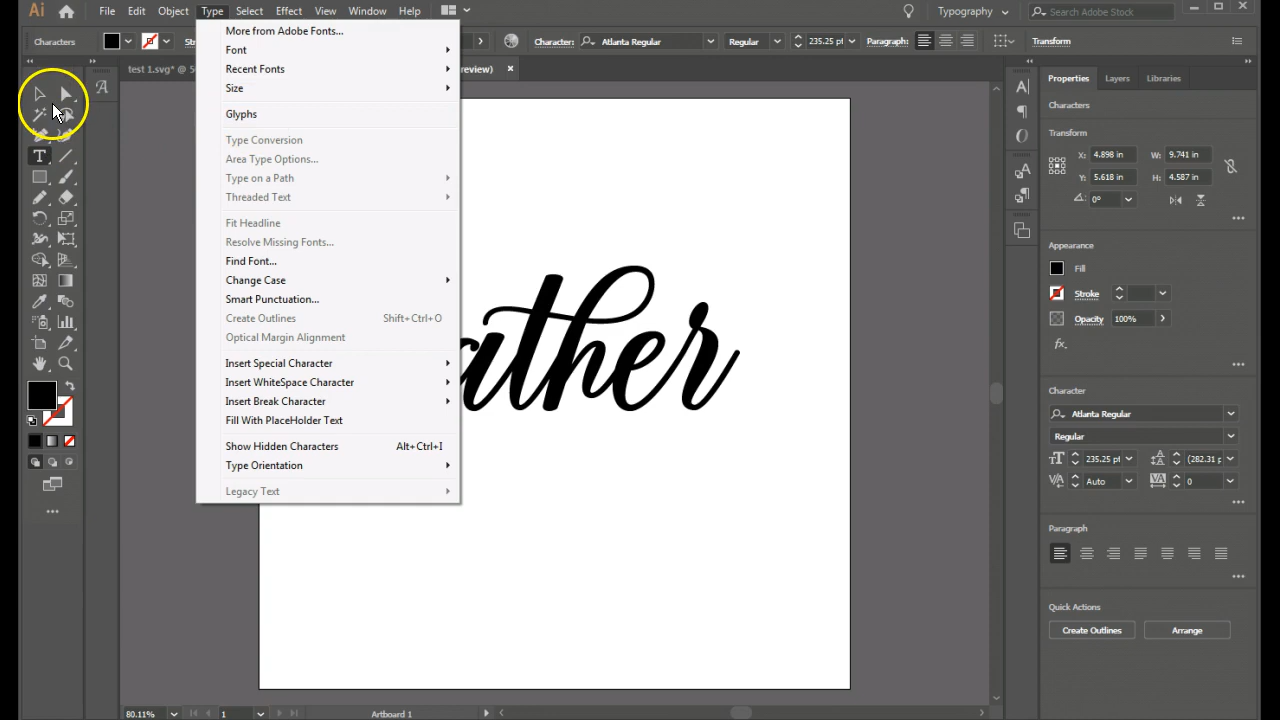 Ai File Edit Object Type Select Effect View Window Help Typography Search Adobe Stock
Characters Character: Atlanta Regular Regular 235.25 pt Paragraph: Transform
test 1.svg* @ review) ×
More from Adobe Fonts...
Font
Recent Fonts
Size
Glyphs
Type Conversion
Area Type Options...
Type on a Path
Threaded Text
Fit Headline
Resolve Missing Fonts...
Find Font...
Change Case
Smart Punctuation...
Create Outlines Shift+Ctrl+O
Optical Margin Alignment
Insert Special Character
Insert WhiteSpace Character
Insert Break Character
Fill With PlaceHolder Text
Show Hidden Characters Alt+Ctrl+I
Type Orientation
Legacy Text
ather
Properties Layers Libraries
Characters
Transform
X: 4.898 in W: 9.741 in
Y: 5.618 in H: 4.587 in
0°
Appearance
Fill
Stroke
Opacity 100%
fx.
Character
Atlanta Regular
Regular
235.25 pt (282.31 p
Auto 0
Paragraph
Quick Actions
Create Outlines Arrange
80.11% 1 Artboard 1